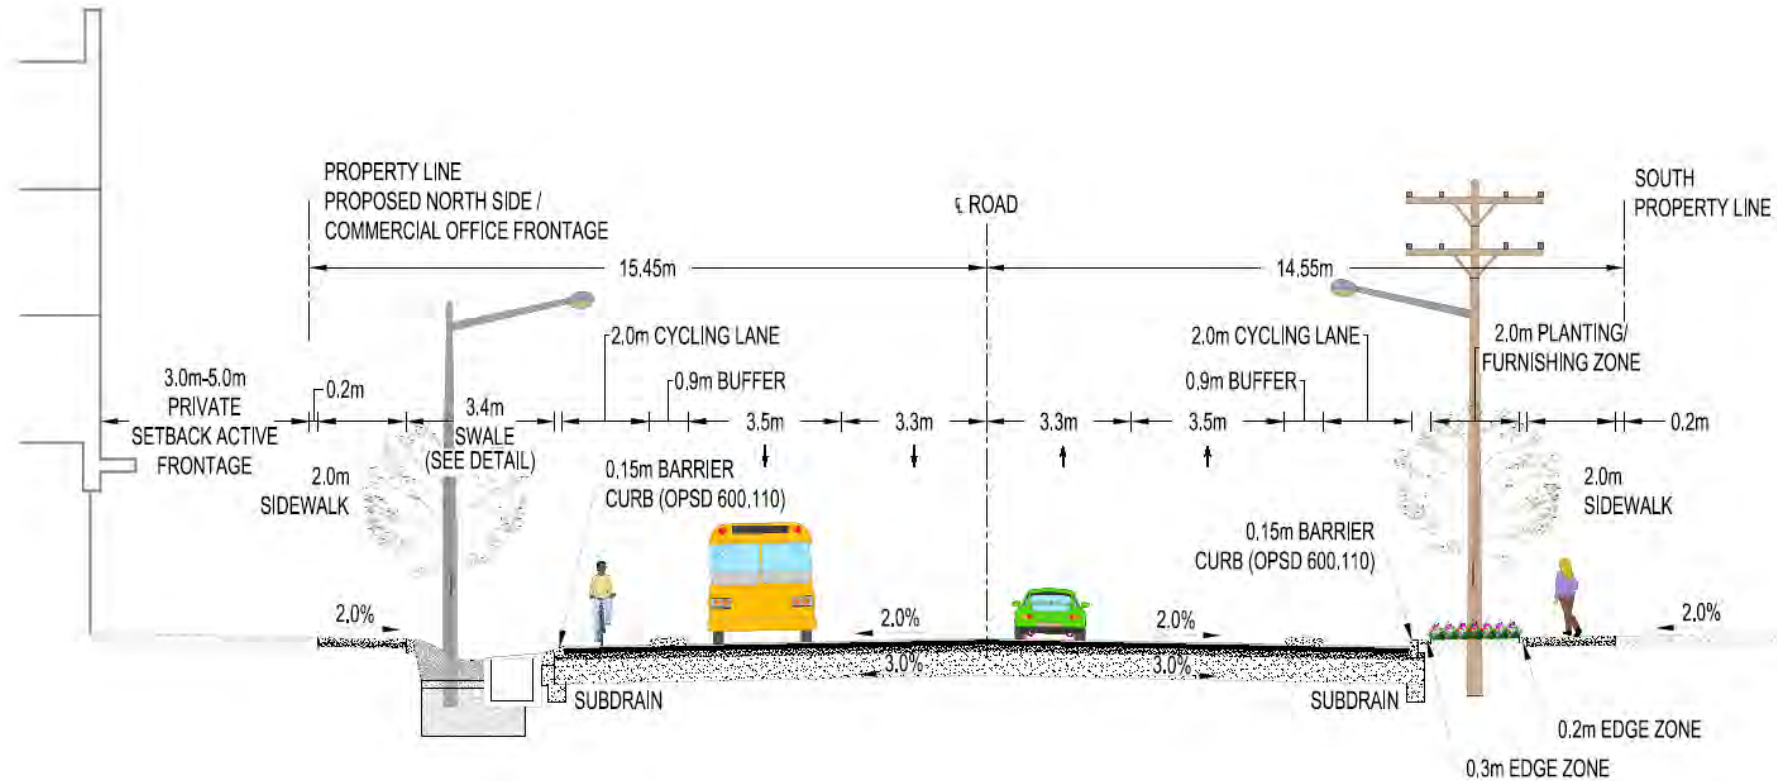 PROPERTY LINE
PROPOSED NORTH SIDE /
COMMERCIAL OFFICE FRONTAGE
℄ ROAD
SOUTH
PROPERTY LINE
15.45m
14.55m
2.0m CYCLING LANE
0.9m BUFFER
2.0m CYCLING LANE
0.9m BUFFER
2.0m PLANTING/
FURNISHING ZONE
3.0m-5.0m
PRIVATE
SETBACK ACTIVE
FRONTAGE
0.2m
3.4m
SWALE
(SEE DETAIL)
3.5m
3.3m
3.3m
3.5m
0.2m
2.0m
SIDEWALK
0.15m BARRIER
CURB (OPSD 600.110)
0.15m BARRIER
CURB (OPSD 600.110)
2.0m
SIDEWALK
2.0%
2.0%
2.0%
2.0%
3.0%
3.0%
SUBDRAIN
SUBDRAIN
0.2m EDGE ZONE
0.3m EDGE ZONE